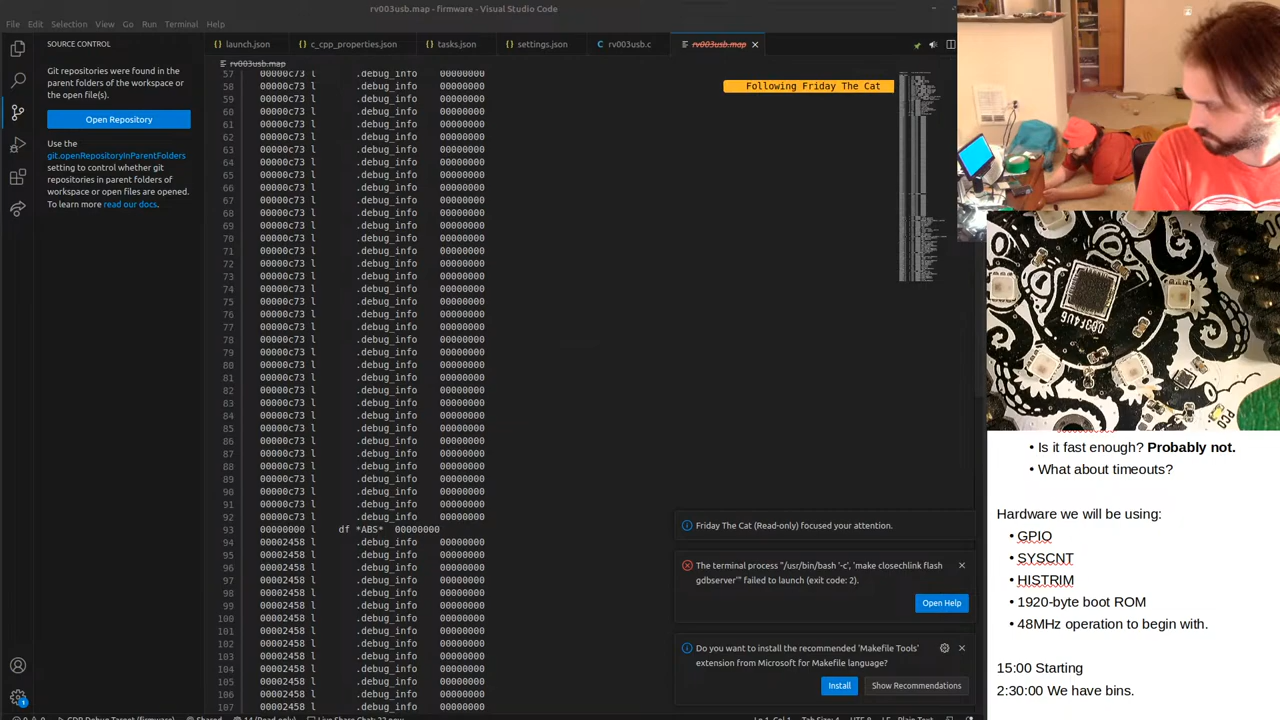 rv003usb.map - firmware - Visual Studio Code
File Edit Selection View Go Run Terminal Help
SOURCE CONTROL
launch.json c_cpp_properties.json tasks.json settings.json rv003usb.c rv003usb.map
rv003usb.map
Git repositories were found in the
parent folders of the workspace or
the open file(s).
Open Repository
Use the
git.openRepositoryInParentFolders
setting to control whether git
repositories in parent folders of
workspace or open files are opened.
To learn more read our docs.
57 00000c73 l .debug_info 00000000
58 00000c73 l .debug_info 00000000
59 00000c73 l .debug_info 00000000
60 00000c73 l .debug_info 00000000
61 00000c73 l .debug_info 00000000
62 00000c73 l .debug_info 00000000
63 00000c73 l .debug_info 00000000
64 00000c73 l .debug_info 00000000
65 00000c73 l .debug_info 00000000
66 00000c73 l .debug_info 00000000
67 00000c73 l .debug_info 00000000
68 00000c73 l .debug_info 00000000
69 00000c73 l .debug_info 00000000
70 00000c73 l .debug_info 00000000
71 00000c73 l .debug_info 00000000
72 00000c73 l .debug_info 00000000
73 00000c73 l .debug_info 00000000
74 00000c73 l .debug_info 00000000
75 00000c73 l .debug_info 00000000
76 00000c73 l .debug_info 00000000
77 00000c73 l .debug_info 00000000
78 00000c73 l .debug_info 00000000
79 00000c73 l .debug_info 00000000
80 00000c73 l .debug_info 00000000
81 00000c73 l .debug_info 00000000
82 00000c73 l .debug_info 00000000
83 00000c73 l .debug_info 00000000
84 00000c73 l .debug_info 00000000
85 00000c73 l .debug_info 00000000
86 00000c73 l .debug_info 00000000
87 00000c73 l .debug_info 00000000
88 00000c73 l .debug_info 00000000
89 00000c73 l .debug_info 00000000
90 00000c73 l .debug_info 00000000
91 00000c73 l .debug_info 00000000
92 00000c73 l .debug_info 00000000
93 00000000 l df *ABS* 00000000
94 00002458 l .debug_info 00000000
95 00002458 l .debug_info 00000000
96 00002458 l .debug_info 00000000
97 00002458 l .debug_info 00000000
98 00002458 l .debug_info 00000000
99 00002458 l .debug_info 00000000
100 00002458 l .debug_info 00000000
101 00002458 l .debug_info 00000000
102 00002458 l .debug_info 00000000
103 00002458 l .debug_info 00000000
104 00002458 l .debug_info 00000000
105 00002458 l .debug_info 00000000
106 00002458 l .debug_info 00000000
107 00002458 l .debug_info 00000000
Following Friday The Cat
Friday The Cat (Read-only) focused your attention.
The terminal process "/usr/bin/bash '-c', 'make closechlink flash
gdbserver'" failed to launch (exit code: 2).
Open Help
Do you want to install the recommended 'Makefile Tools'
extension from Microsoft for Makefile language?
Install Show Recommendations
• Is it fast enough? Probably not.
• What about timeouts?
Hardware we will be using:
• GPIO
• SYSCNT
• HISTRIM
• 1920-byte boot ROM
• 48MHz operation to begin with.
15:00 Starting
2:30:00 We have bins.